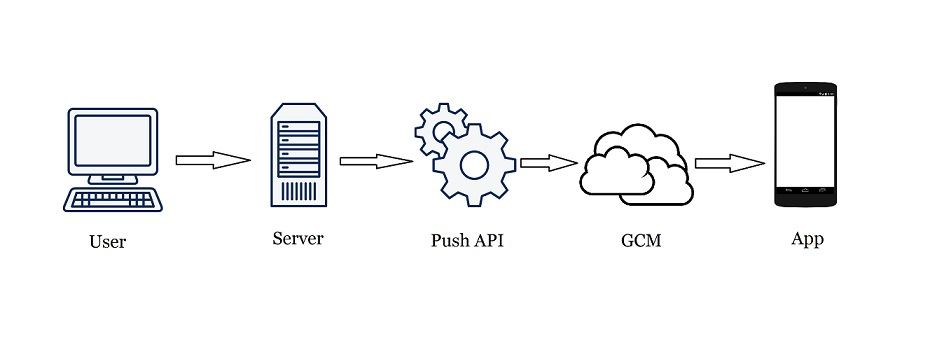 User
Server
Push API
GCM
App